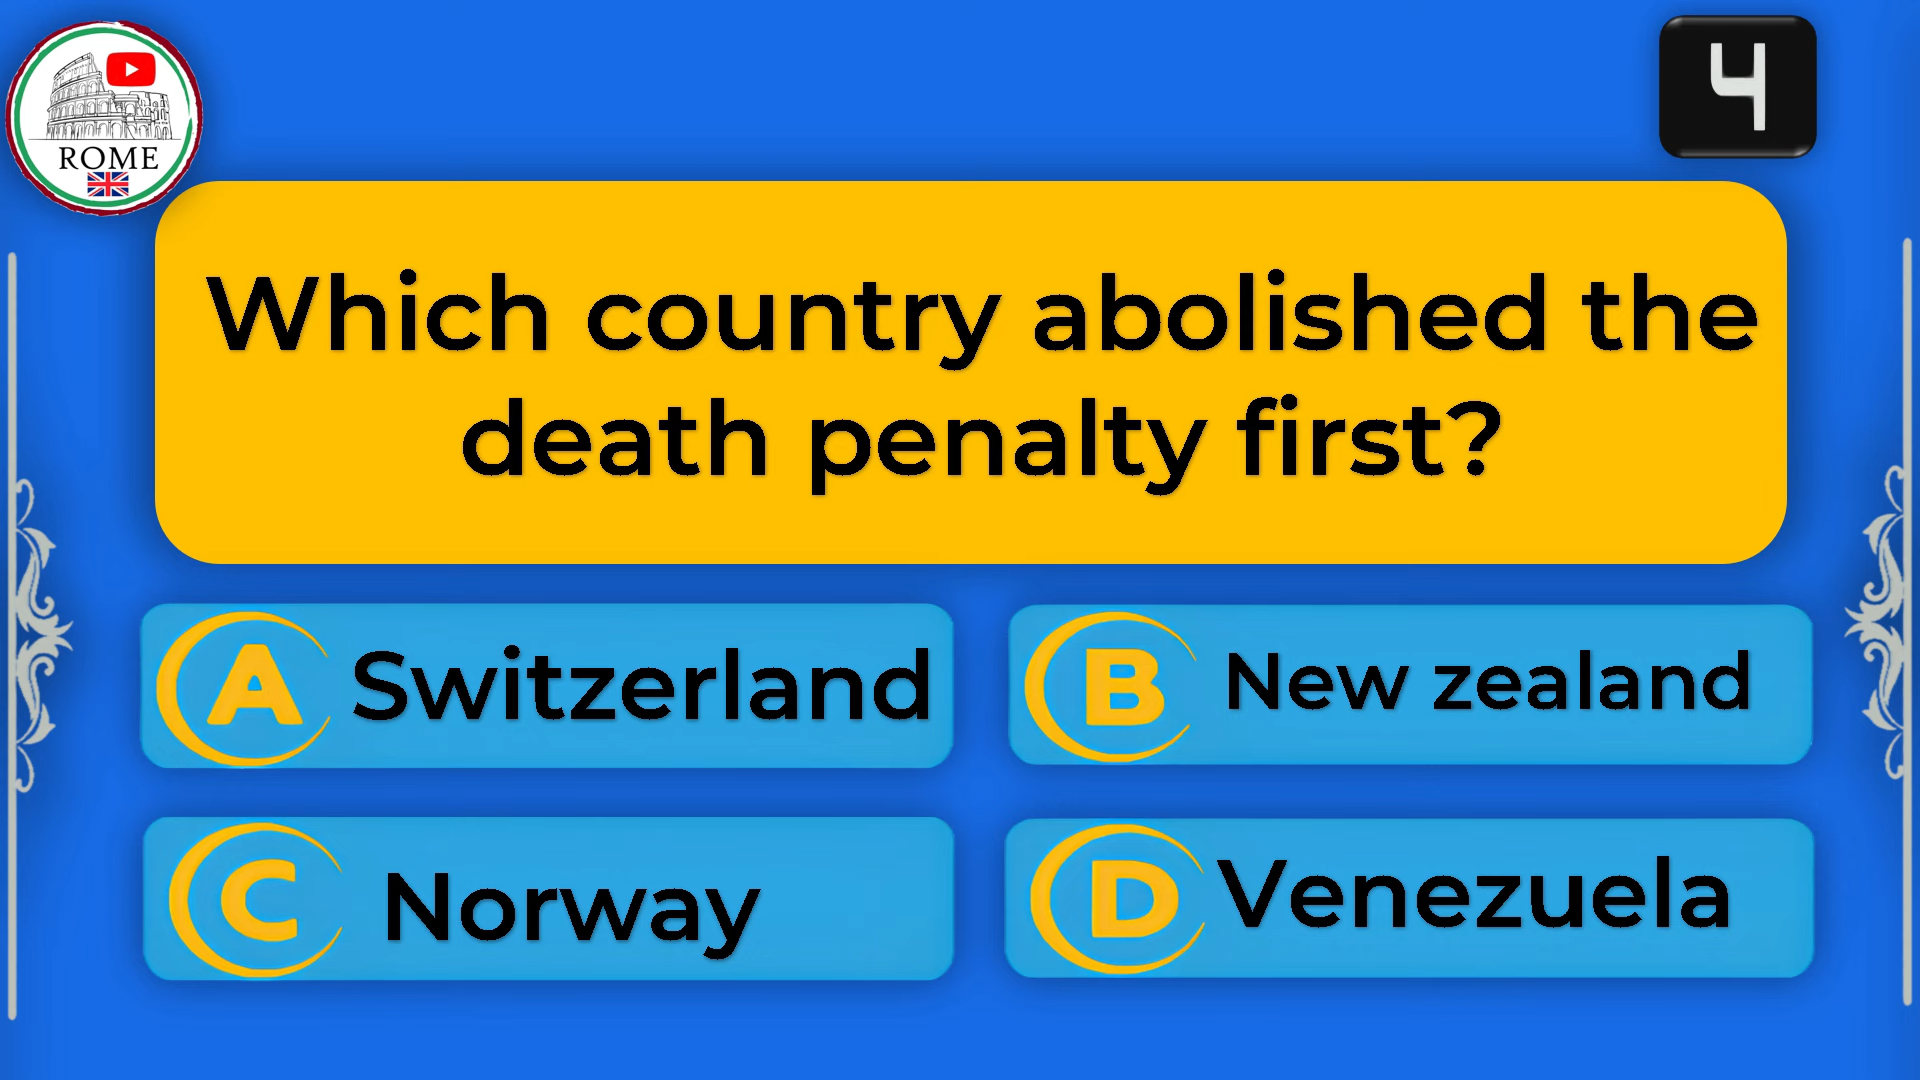 ROME
4
Which country abolished the
death penalty first?
A Switzerland
B New zealand
C Norway
D Venezuela